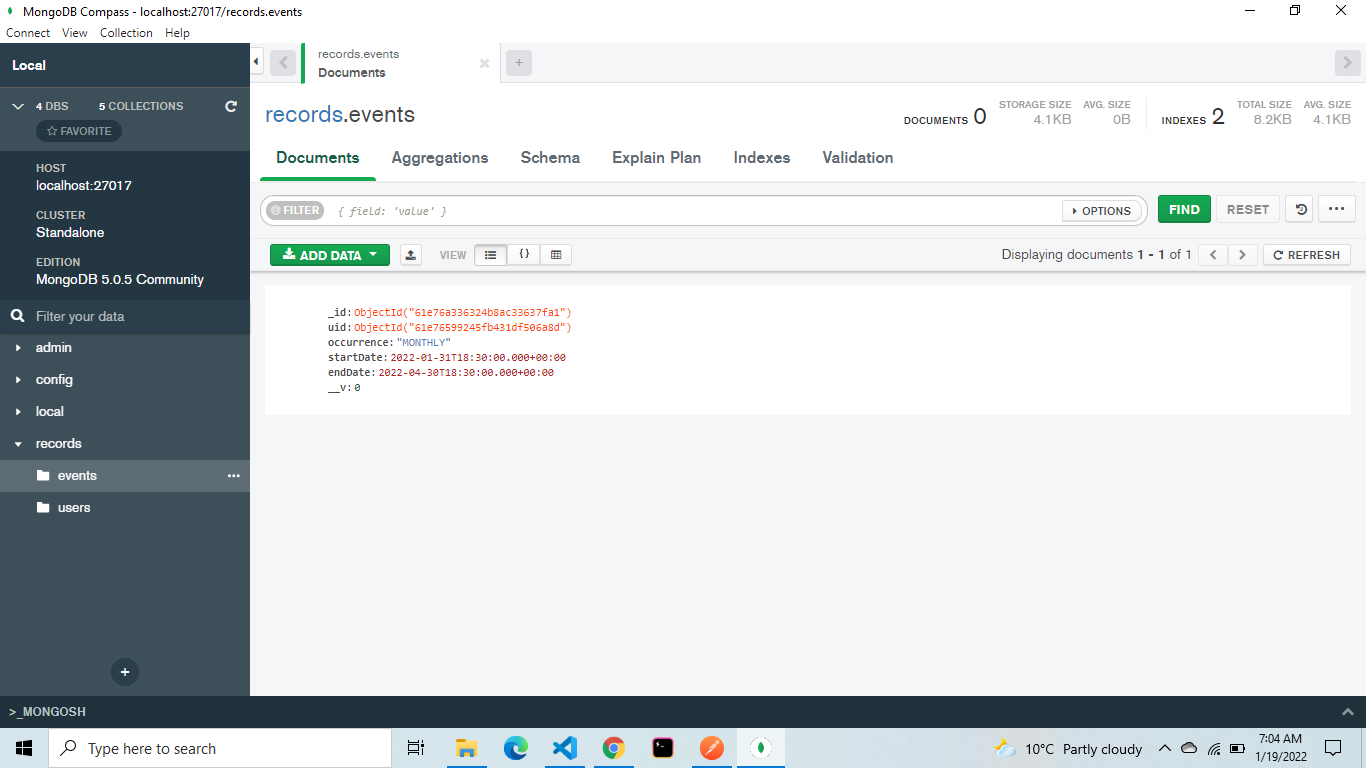 MongoDB Compass - localhost:27017/records.events
Connect View Collection Help
Local
records.events
Documents
+
4 DBS 5 COLLECTIONS
FAVORITE
HOST
localhost:27017
CLUSTER
Standalone
EDITION
MongoDB 5.0.5 Community
Filter your data
admin
config
local
records
events
users
+
records.events
DOCUMENTS 0 STORAGE SIZE 4.1KB AVG. SIZE 0B INDEXES 2 TOTAL SIZE 8.2KB AVG. SIZE 4.1KB
Documents Aggregations Schema Explain Plan Indexes Validation
FILTER { field: 'value' } OPTIONS FIND RESET
ADD DATA VIEW { } Displaying documents 1 - 1 of 1 REFRESH
_id: ObjectId("61e76a336324b8ac33637fa1")
uid: ObjectId("61e76599245fb431df506a8d")
occurrence: "MONTHLY"
startDate: 2022-01-31T18:30:00.000+00:00
endDate: 2022-04-30T18:30:00.000+00:00
__v: 0
>_MONGOSH
Type here to search
10°C Partly cloudy
7:04 AM
1/19/2022